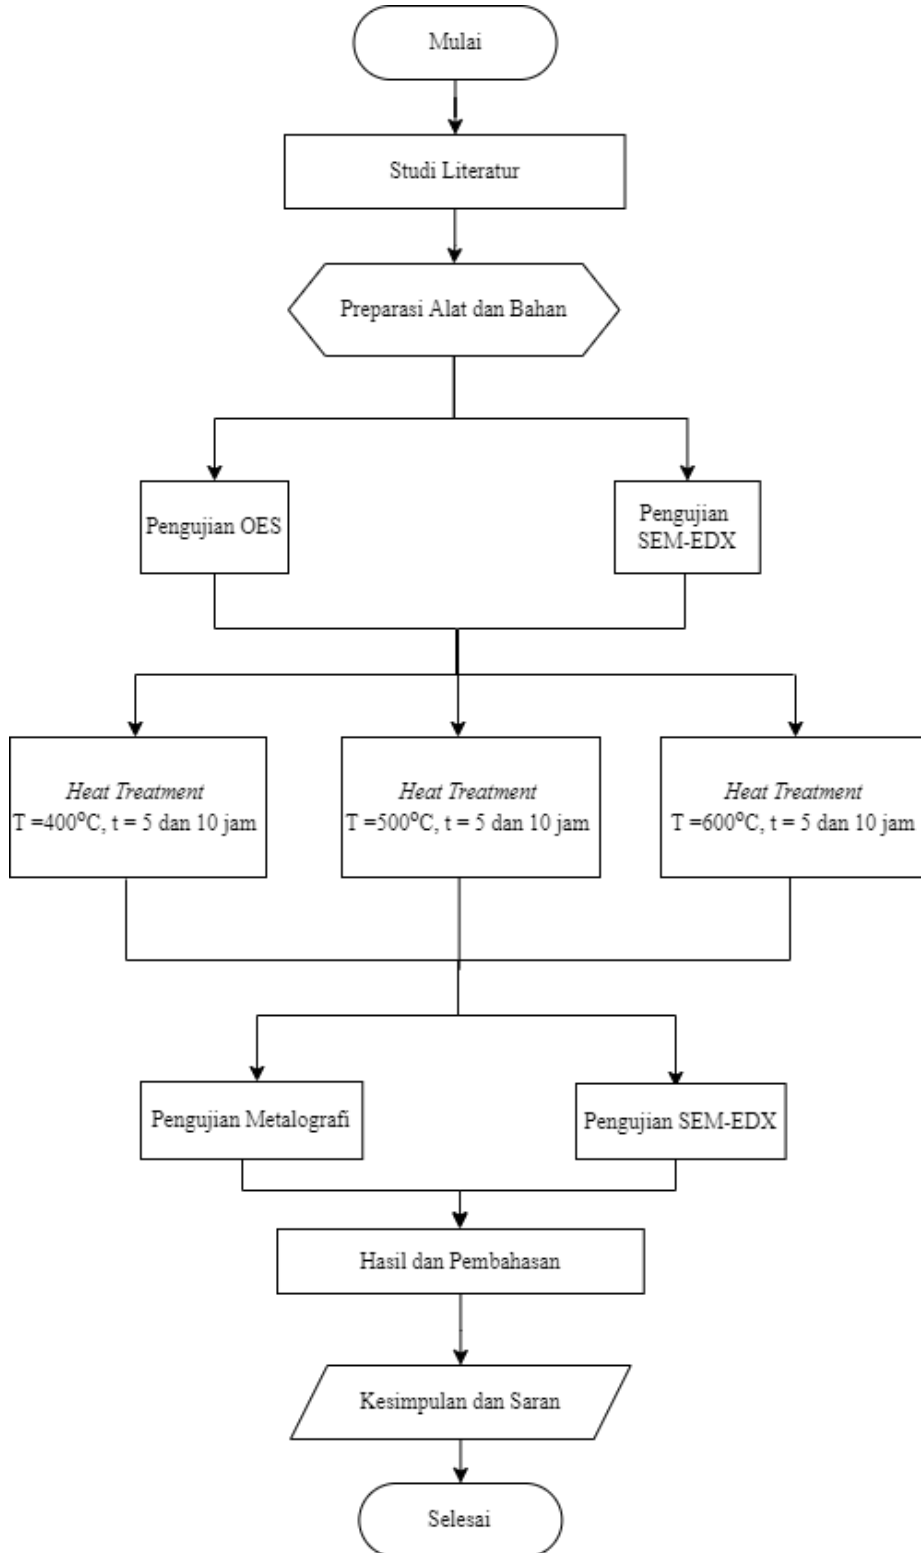 Mulai
Studi Literatur
Preparasi Alat dan Bahan
Pengujian OES
Pengujian
SEM-EDX
Heat Treatment
T =400°C, t = 5 dan 10 jam
Heat Treatment
T =500°C, t = 5 dan 10 jam
Heat Treatment
T =600°C, t = 5 dan 10 jam
Pengujian Metalografi
Pengujian SEM-EDX
Hasil dan Pembahasan
Kesimpulan dan Saran
Selesai